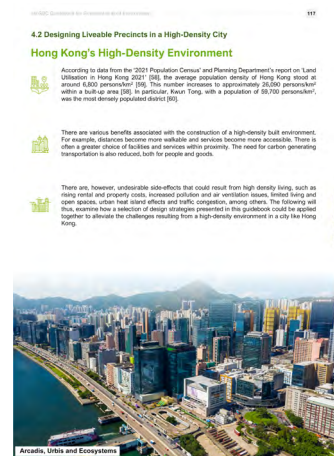 117
4.2 Designing Liveable Precincts in a High-Density City
Hong Kong's High-Density Environment
According to data from the '2021 Population Census' and Planning Department's report on 'Land
Utilisation in Hong Kong 2021' [58], the average population density of Hong Kong stood at
around 6,800 persons/km² [59]. This number increases to approximately 26,090 persons/km²
within a built-up area [58]. In particular, Kwun Tong, with a population of 59,700 persons/km²,
was the most densely populated district [60].
There are various benefits associated with the construction of a high-density built environment.
For example, distances become more walkable and services become more accessible. There is
often a greater choice of facilities and services within proximity. The need for carbon generating
transportation is also reduced, both for people and goods.
There are, however, undesirable side-effects that could result from high density living, such as
rising rental and property costs, increased pollution and air ventilation issues, limited living and
open spaces, urban heat island effects and traffic congestion, among others. The following will
thus, examine how a selection of design strategies presented in this guidebook could be applied
together to alleviate the challenges resulting from a high-density environment in a city like Hong
Kong.
Arcadis, Urbis and Ecosystems